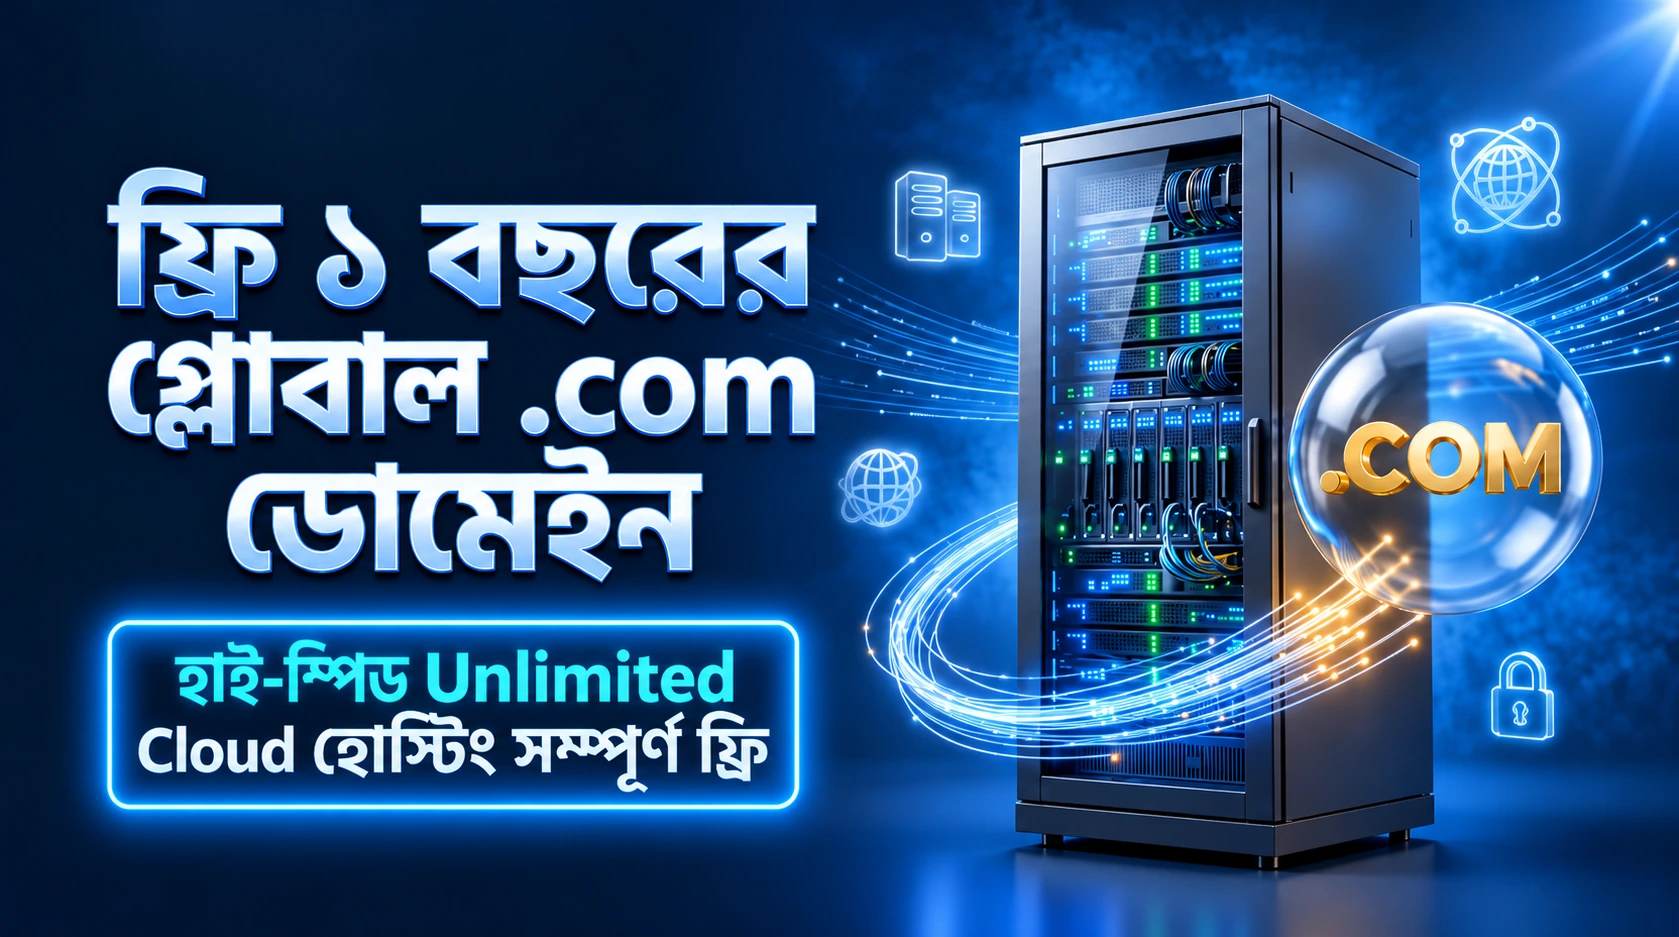 ফ্রি ১ বছরের
গ্লোবাল .com
ডোমেইন
হাই-স্পিড Unlimited
Cloud হোস্টিং সম্পূর্ণ ফ্রি
.COM